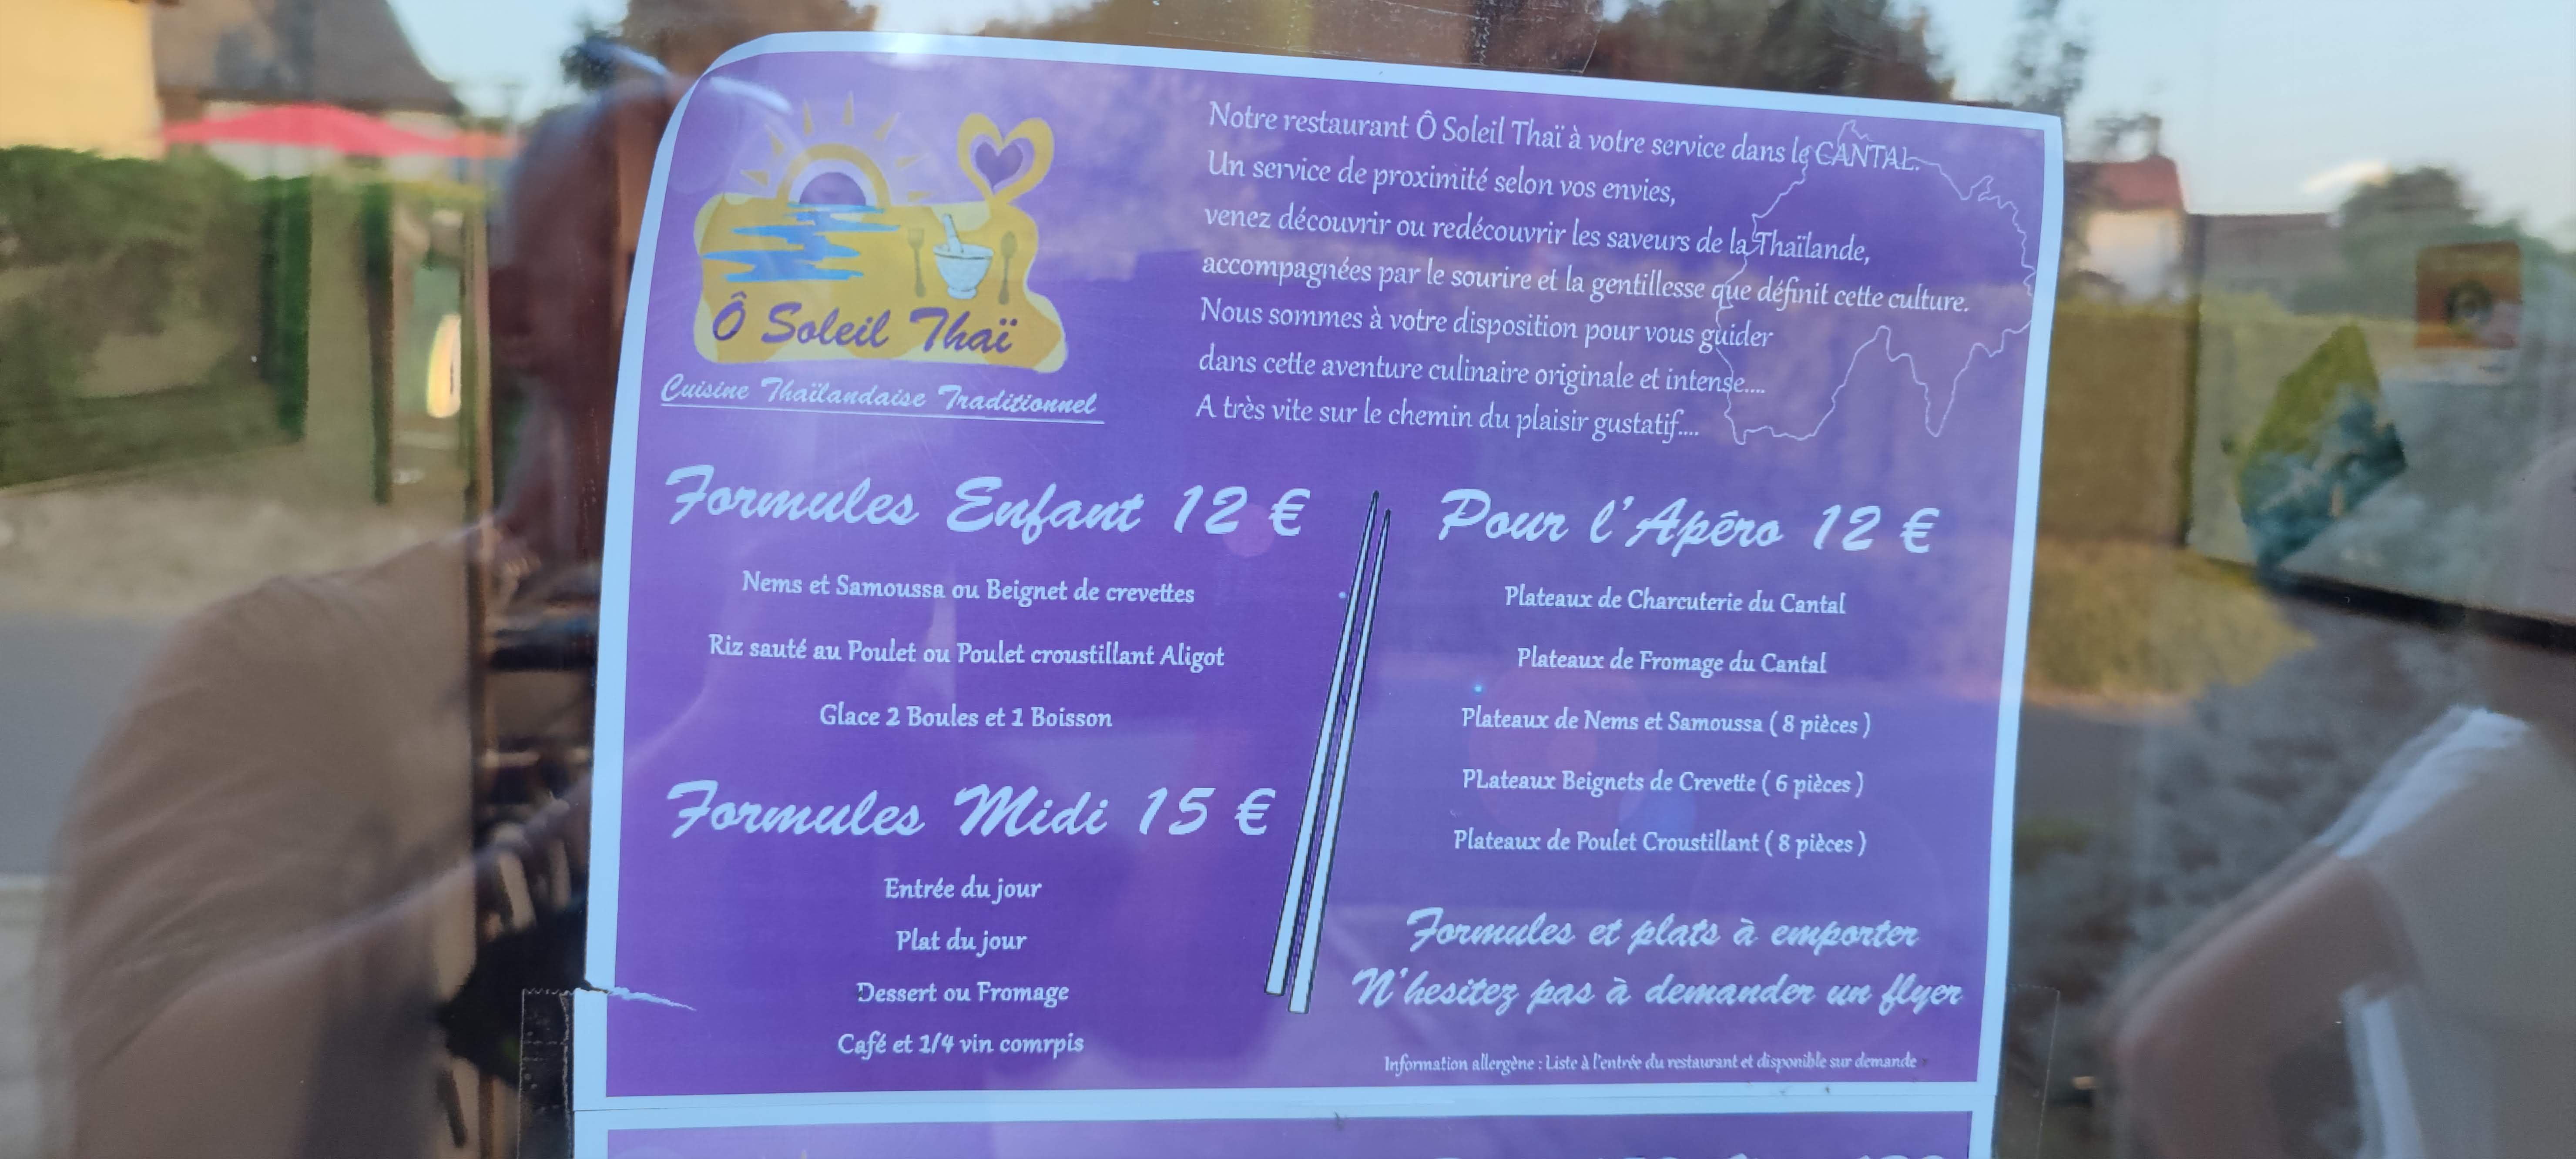 Ô Soleil Thaï
Cuisine Thaïlandaise Traditionnel
Notre restaurant Ô Soleil Thaï à votre service dans le CANTAL.
Un service de proximité selon vos envies,
venez découvrir ou redécouvrir les saveurs de la Thaïlande,
accompagnées par le sourire et la gentillesse que définit cette culture.
Nous sommes à votre disposition pour vous guider
dans cette aventure culinaire originale et intense....
A très vite sur le chemin du plaisir gustatif....
Formules Enfant 12 €
Nems et Samoussa ou Beignet de crevettes
Riz sauté au Poulet ou Poulet croustillant Aligot
Glace 2 Boules et 1 Boisson
Formules Midi 15 €
Entrée du jour
Plat du jour
Dessert ou Fromage
Café et 1/4 vin comrpis
Pour l'Apéro 12 €
Plateaux de Charcuterie du Cantal
Plateaux de Fromage du Cantal
Plateaux de Nems et Samoussa ( 8 pièces )
PLateaux Beignets de Crevette ( 6 pièces )
Plateaux de Poulet Croustillant ( 8 pièces )
Formules et plats à emporter
N'hesitez pas à demander un flyer
Information allergène : Liste à l'entrée du restaurant et disponible sur demande